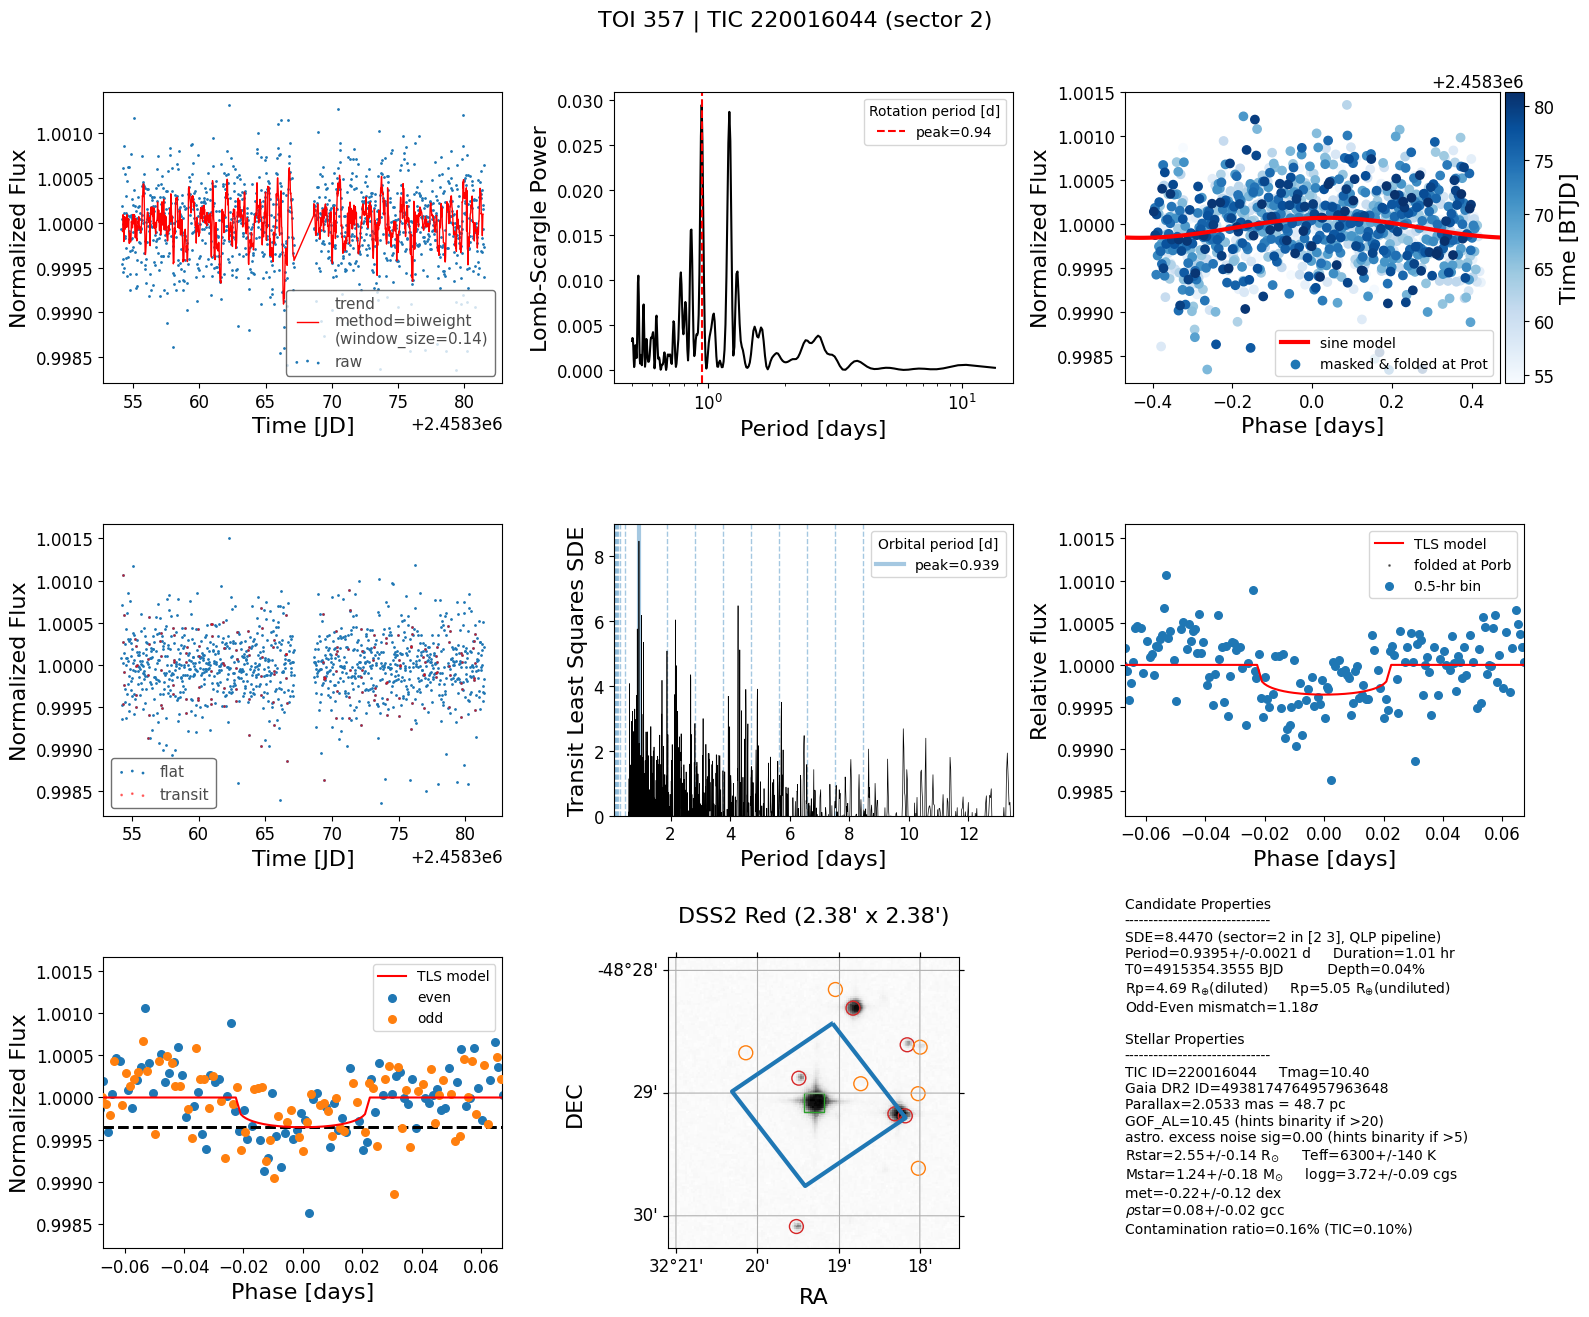 TOI 357 | TIC 220016044 (sector 2)
Normalized Flux
1.0010
1.0005
1.0000
0.9995
0.9990
0.9985
trend
method=biweight
(window_size=0.14)
raw
55 60 65 70 75 80
Time [JD]
+2.4583e6
Lomb-Scargle Power
0.030
0.025
0.020
0.015
0.010
0.005
0.000
Rotation period [d]
peak=0.94
10^0 10^1
Period [days]
+2.4583e6
Normalized Flux
1.0015
1.0010
1.0005
1.0000
0.9995
0.9990
0.9985
sine model
masked & folded at Prot
−0.4 −0.2 0.0 0.2 0.4
Phase [days]
80
75
70
65
60
55
Time [BTJD]
Normalized Flux
1.0015
1.0010
1.0005
1.0000
0.9995
0.9990
0.9985
flat
transit
55 60 65 70 75 80
Time [JD]
+2.4583e6
Transit Least Squares SDE
8
6
4
2
0
Orbital period [d]
peak=0.939
2 4 6 8 10 12
Period [days]
Relative flux
1.0015
1.0010
1.0005
1.0000
0.9995
0.9990
0.9985
TLS model
folded at Porb
0.5-hr bin
−0.06 −0.04 −0.02 0.00 0.02 0.04 0.06
Phase [days]
Normalized Flux
1.0015
1.0010
1.0005
1.0000
0.9995
0.9990
0.9985
TLS model
even
odd
−0.06 −0.04 −0.02 0.00 0.02 0.04 0.06
Phase [days]
DSS2 Red (2.38' x 2.38')
DEC
-48°28'
29'
30'
32°21' 20' 19' 18'
RA
Candidate Properties
------------------------------
SDE=8.4470 (sector=2 in [2 3], QLP pipeline)
Period=0.9395+/-0.0021 d Duration=1.01 hr
T0=4915354.3555 BJD Depth=0.04%
Rp=4.69 R⊕(diluted) Rp=5.05 R⊕(undiluted)
Odd-Even mismatch=1.18σ
Stellar Properties
------------------------------
TIC ID=220016044 Tmag=10.40
Gaia DR2 ID=4938174764957963648
Parallax=2.0533 mas = 48.7 pc
GOF_AL=10.45 (hints binarity if >20)
astro. excess noise sig=0.00 (hints binarity if >5)
Rstar=2.55+/-0.14 R⊙ Teff=6300+/-140 K
Mstar=1.24+/-0.18 M⊙ logg=3.72+/-0.09 cgs
met=-0.22+/-0.12 dex
ρstar=0.08+/-0.02 gcc
Contamination ratio=0.16% (TIC=0.10%)